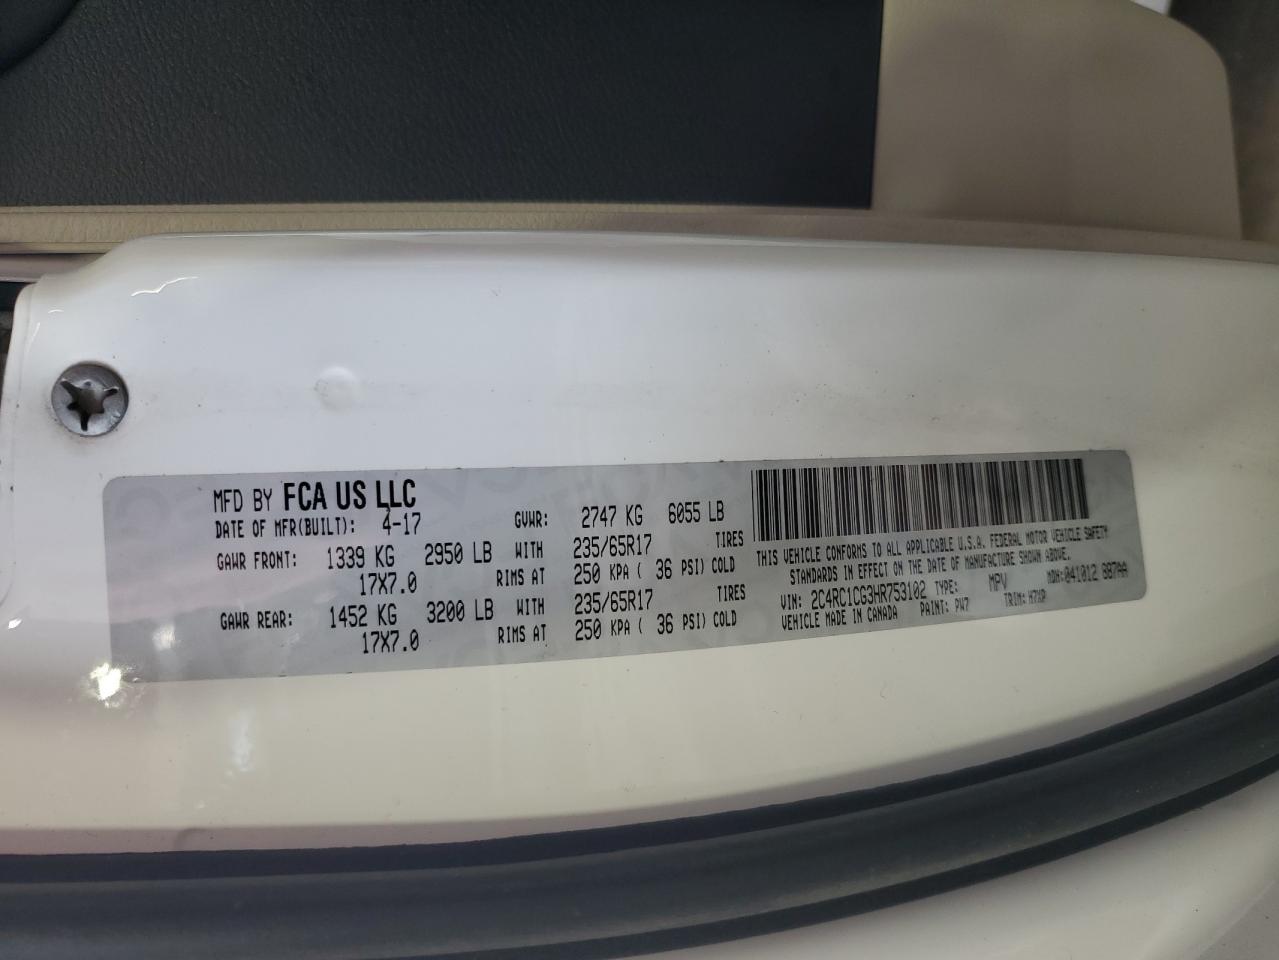 MFD BY FCA US LLC
DATE OF MFR(BUILT): 4-17 GVWR: 2747 KG 6055 LB
GAWR FRONT: 1339 KG 2950 LB WITH 235/65R17 TIRES
17X7.0 RIMS AT 250 KPA ( 36 PSI) COLD
GAWR REAR: 1452 KG 3200 LB WITH 235/65R17 TIRES
17X7.0 RIMS AT 250 KPA ( 36 PSI) COLD
THIS VEHICLE CONFORMS TO ALL APPLICABLE U.S.A. FEDERAL MOTOR VEHICLE SAFETY
STANDARDS IN EFFECT ON THE DATE OF MANUFACTURE SHOWN ABOVE.
VIN: 2C4RC1CG3HR753102 TYPE: MPV MDH:041012 887AA
VEHICLE MADE IN CANADA PAINT: PW7 TRIM: